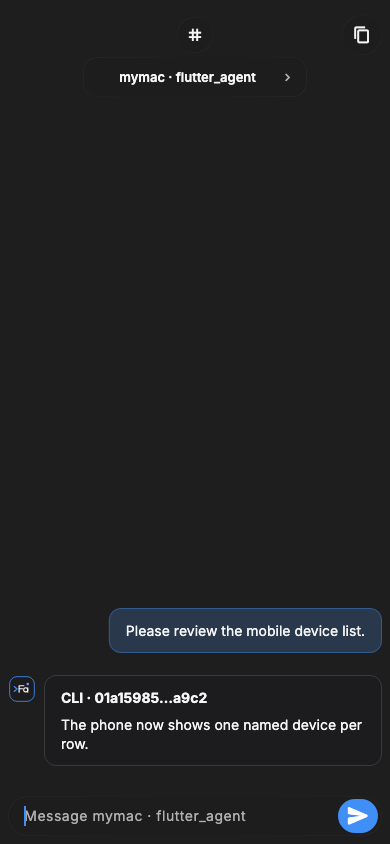 #
mymac · flutter_agent
Please review the mobile device list.
>Fa
CLI · 01a15985...a9c2
The phone now shows one named device per
row.
Message mymac · flutter_agent